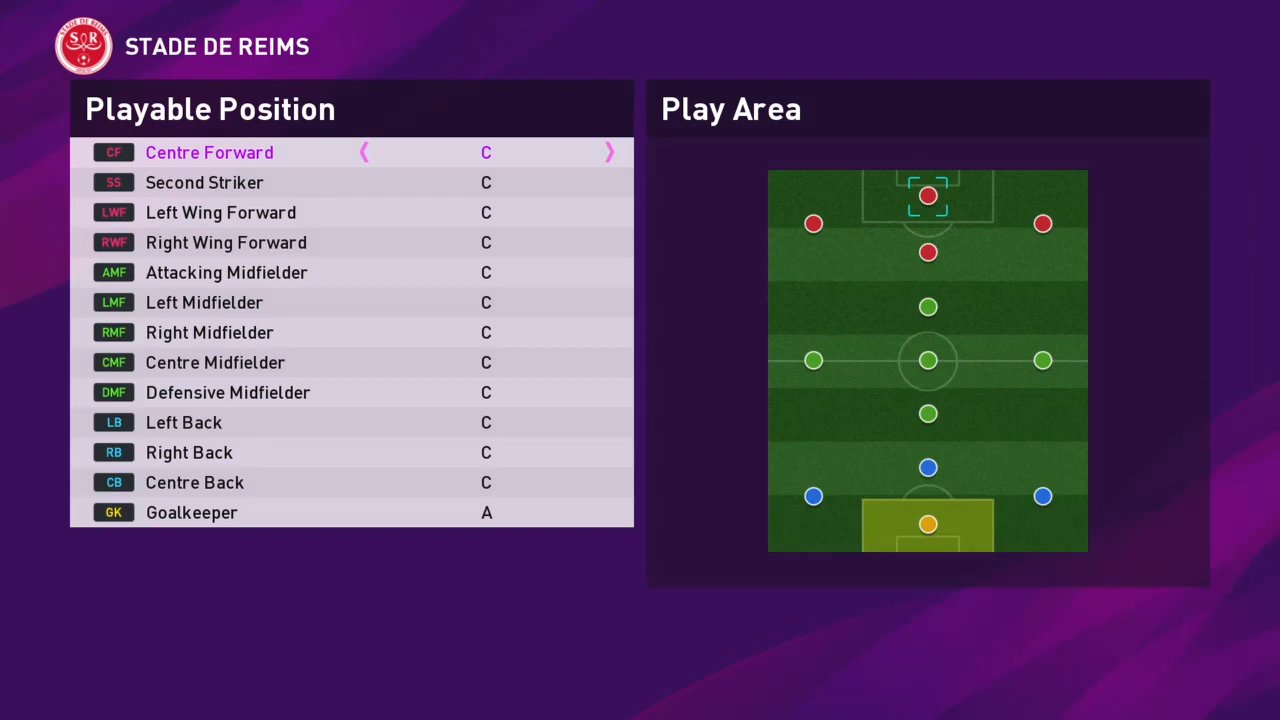 STADE DE REIMS
Playable Position
CF Centre Forward C
SS Second Striker C
LWF Left Wing Forward C
RWF Right Wing Forward C
AMF Attacking Midfielder C
LMF Left Midfielder C
RMF Right Midfielder C
CMF Centre Midfielder C
DMF Defensive Midfielder C
LB Left Back C
RB Right Back C
CB Centre Back C
GK Goalkeeper A
Play Area